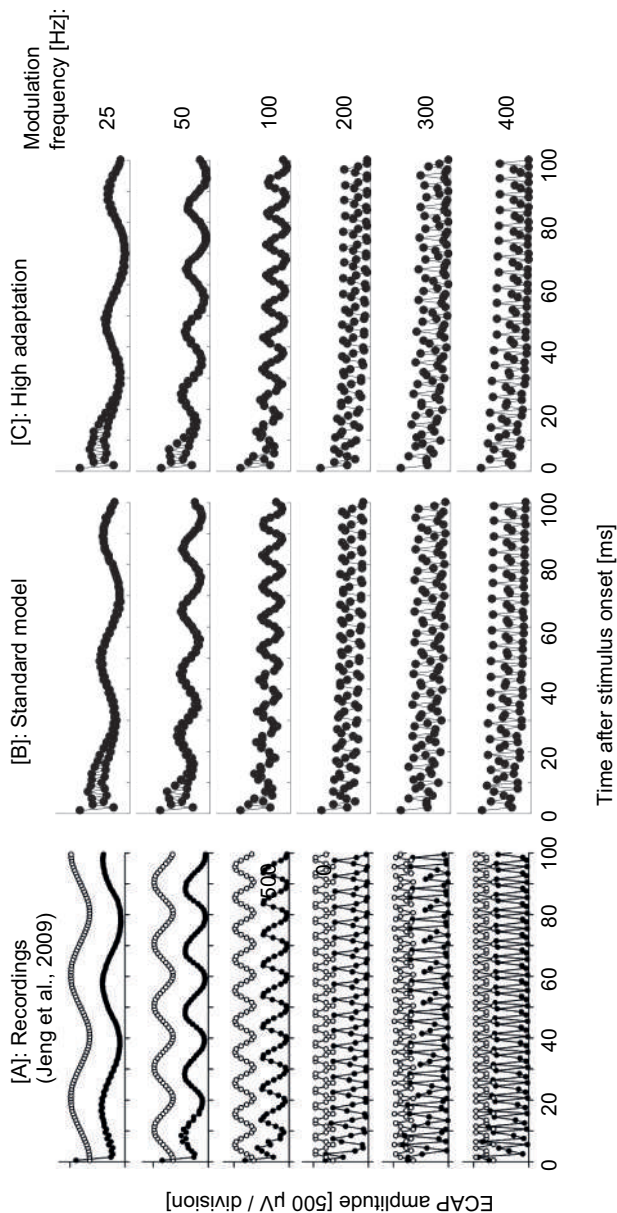 [A]: Recordings
(Jeng et al., 2009)
[B]: Standard model
[C]: High adaptation
Modulation
frequency [Hz]:
25
50
100
200
300
400
500
0
ECAP amplitude [500 µV / division]
0 20 40 60 80 100
0 20 40 60 80 100
0 20 40 60 80 100
Time after stimulus onset [ms]